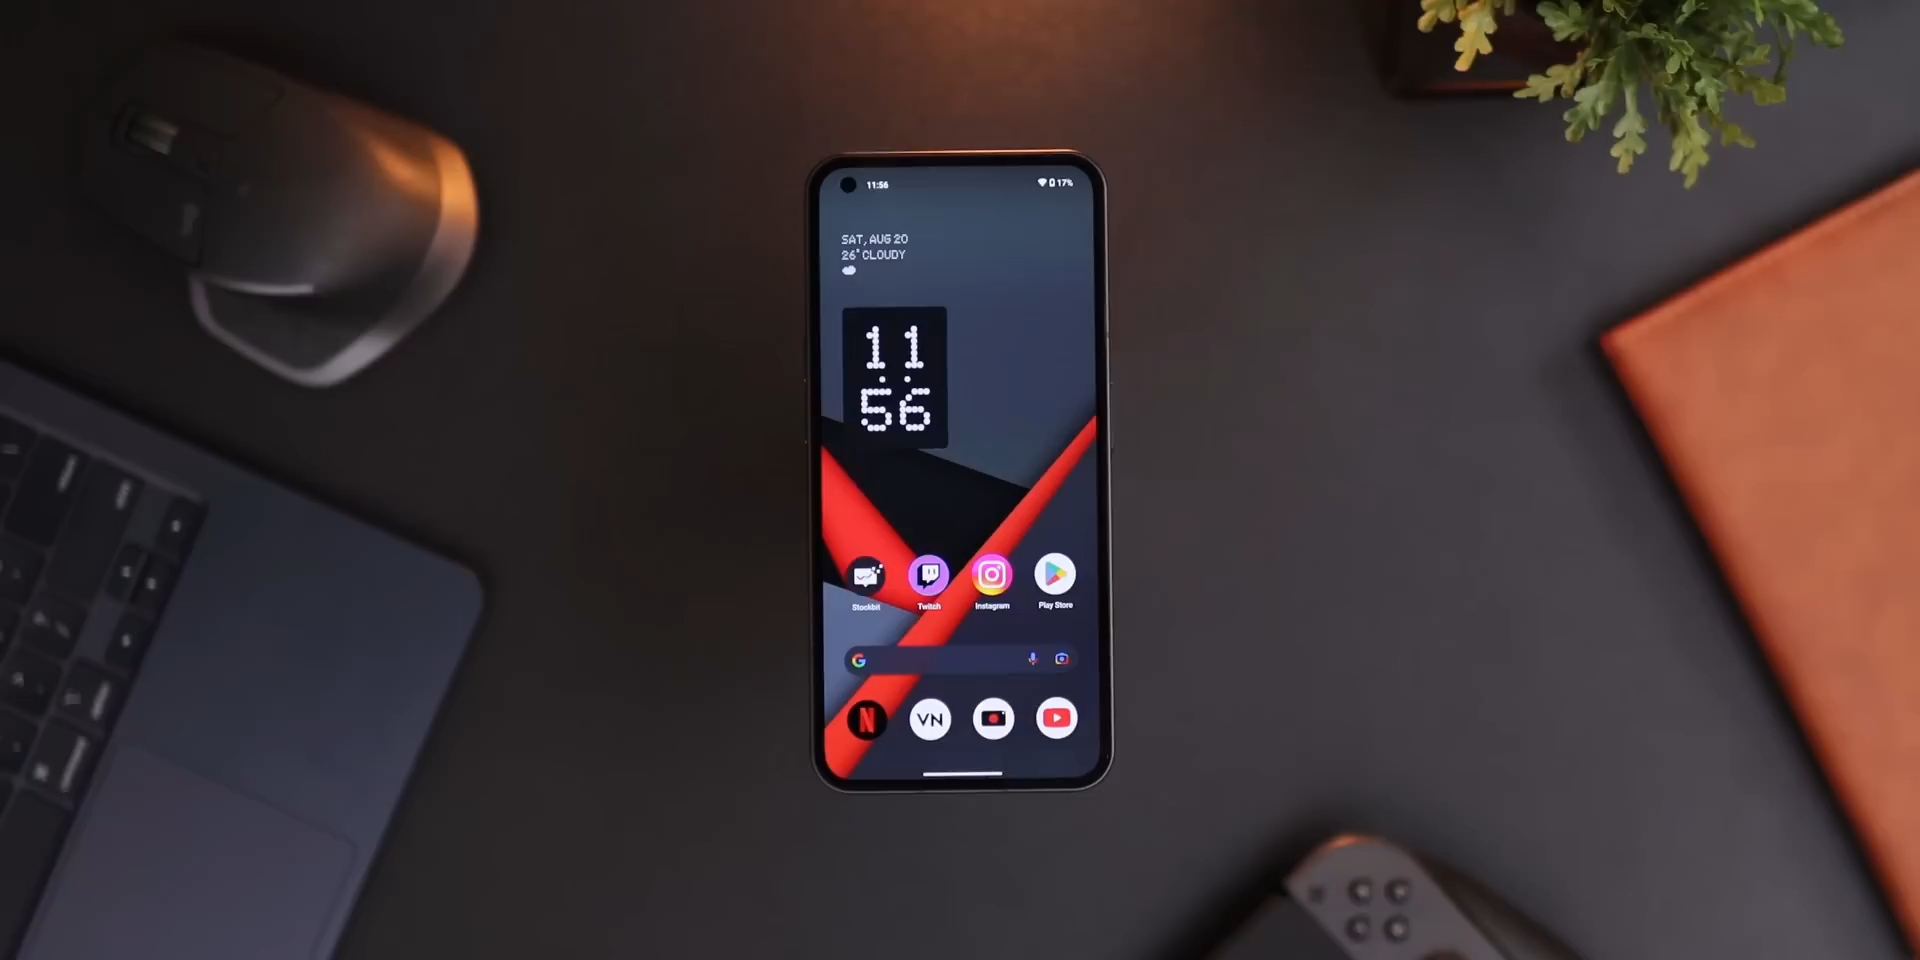 11:56
17%
SAT, AUG 20
26° CLOUDY
11
56
Stockbit
Twitch
Instagram
Play Store
G
N
VN